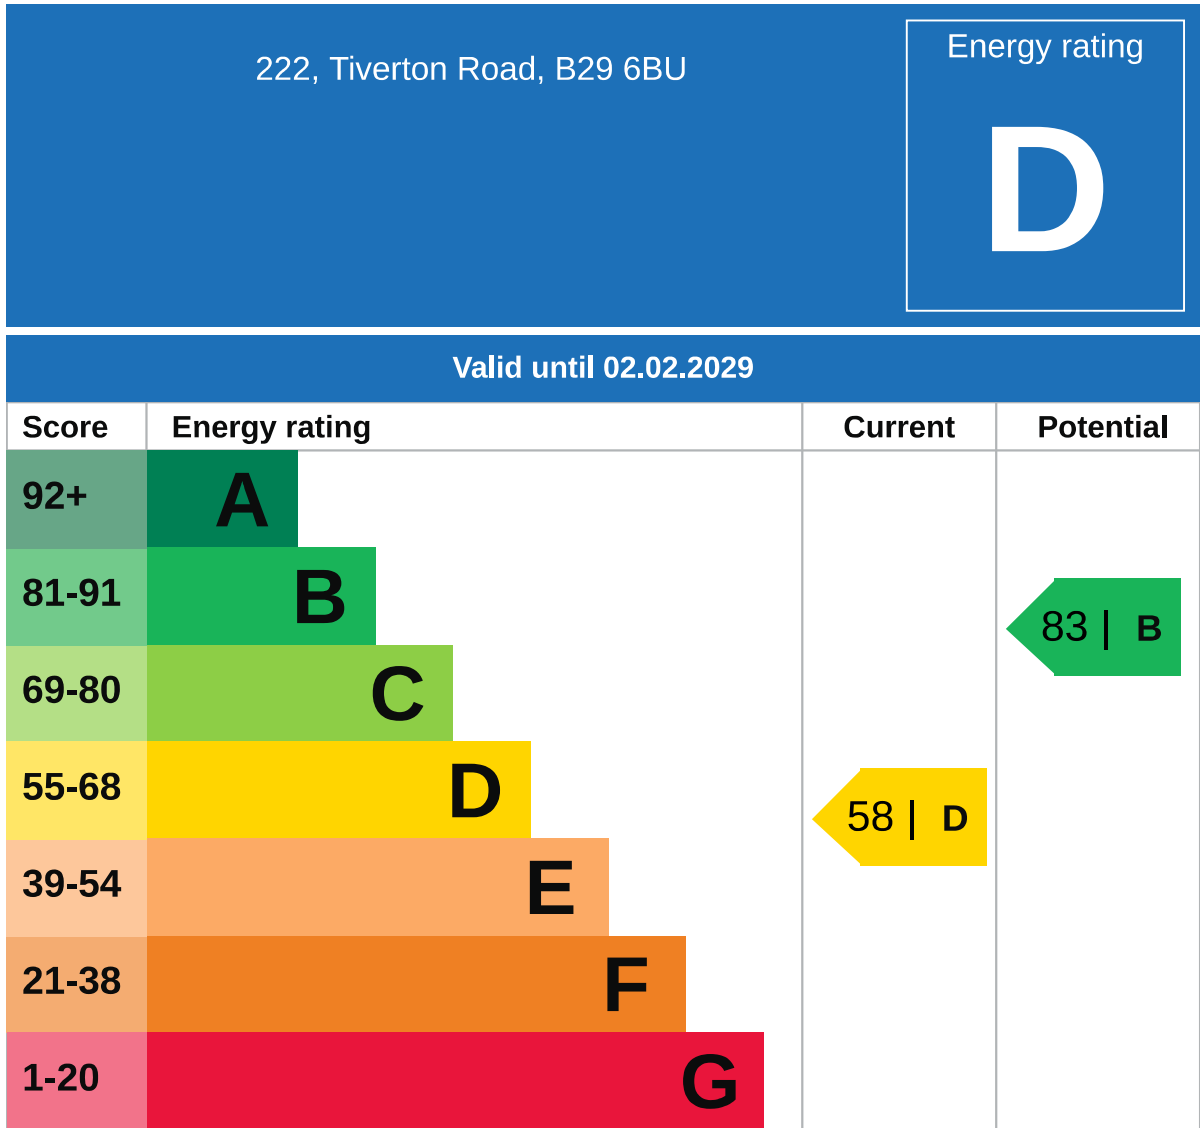 222, Tiverton Road, B29 6BU
Energy rating
D
Valid until 02.02.2029
Score Energy rating Current Potential
92+ A
81-91 B
83 | B
69-80 C
55-68 D
58 | D
39-54 E
21-38 F
1-20 G